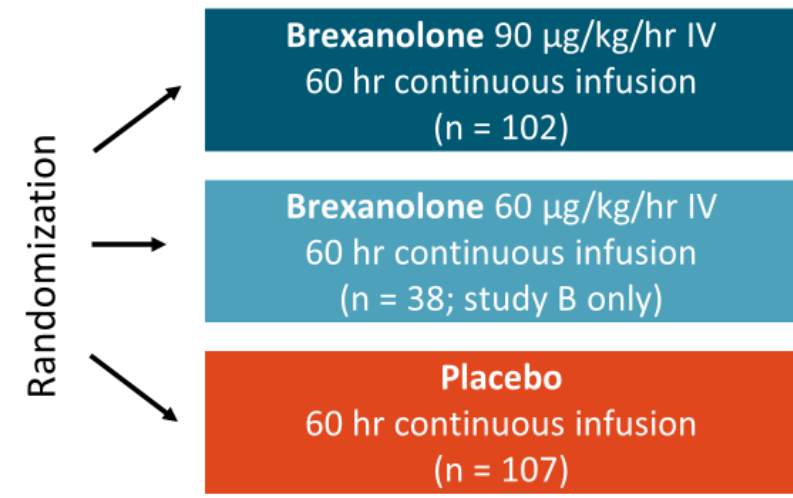 Randomization
Brexanolone 90 µg/kg/hr IV
60 hr continuous infusion
(n = 102)
Brexanolone 60 µg/kg/hr IV
60 hr continuous infusion
(n = 38; study B only)
Placebo
60 hr continuous infusion
(n = 107)